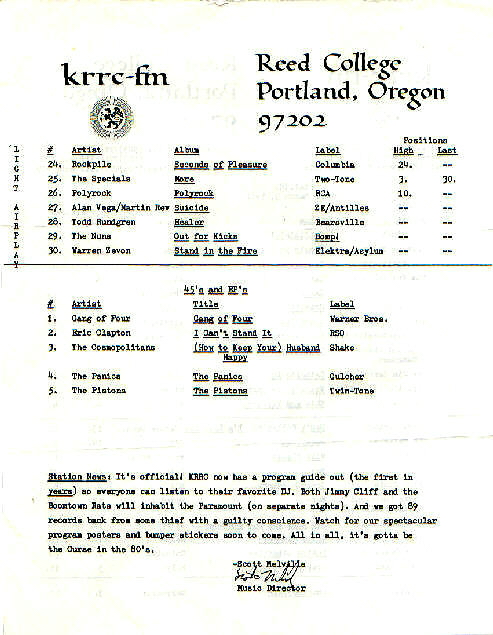 krrc-fm
Reed College
Portland, Oregon
97202
Positions
# Artist Album Label High Last
LIGHT AIRPLAY
24. Rockpile Seconds of Pleasure Columbia 24. --
25. The Specials More Two-Tone 3. 30.
26. Polyrock Polyrock RCA 10. --
27. Alan Vega/Martin Rev Suicide ZE/Antilles -- --
28. Todd Rundgren Healer Bearsville -- --
29. The Nuns Out for Kicks Bomp! -- --
30. Warren Zevon Stand in the Fire Elektra/Asylum -- --
45's and EP's
# Artist Title Label
1. Gang of Four Gang of Four Warner Bros.
2. Eric Clapton I Can't Stand It RSO
3. The Cosmopolitans (How to Keep Your) Husband Shake
Happy
4. The Panics The Panics Gulcher
5. The Pistons The Pistons Twin-Tone
Station News: It's official! KRRC now has a program guide out (the first in
years) so everyone can listen to their favorite DJ. Both Jimmy Cliff and the
Boomtown Rats will inhabit the Paramount (on separate nights). And we got 89
records back from some thief with a guilty conscience. Watch for our spectacular
program posters and bumper stickers soon to come. All in all, it's gotta be
the Curse in the 80's.
-Scott Melville
Music Director